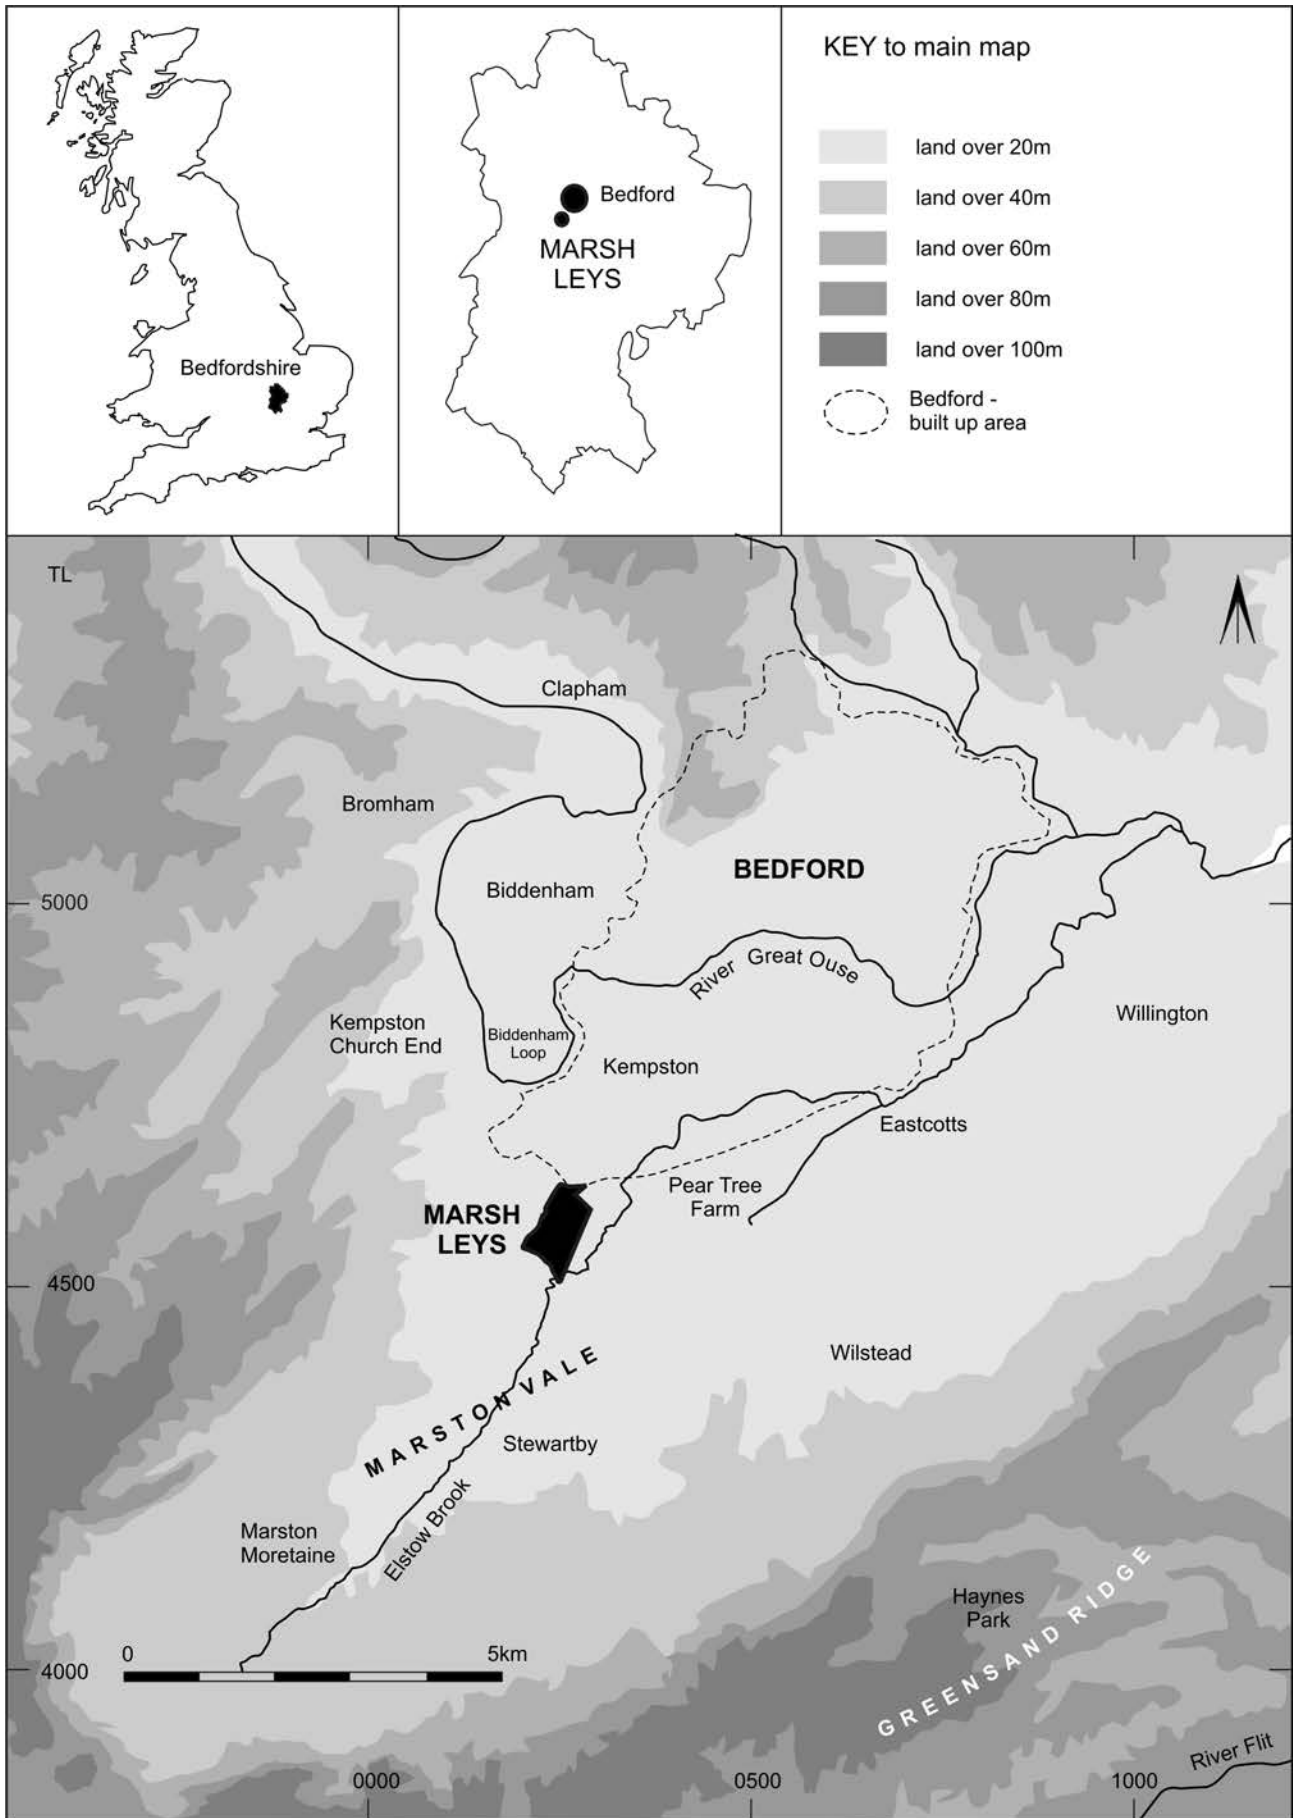 Bedfordshire
Bedford
MARSH
LEYS
KEY to main map
land over 20m
land over 40m
land over 60m
land over 80m
land over 100m
Bedford -
built up area
TL
Clapham
Bromham
BEDFORD
Biddenham
5000
River Great Ouse
Willington
Kempston
Church End
Biddenham
Loop
Kempston
Eastcotts
Pear Tree
Farm
MARSH
LEYS
4500
Wilstead
MARSTON VALE
Stewartby
Elstow Brook
Marston
Moretaine
Haynes
Park
GREENSAND RIDGE
0
5km
4000
River Flit
0000
0500
1000